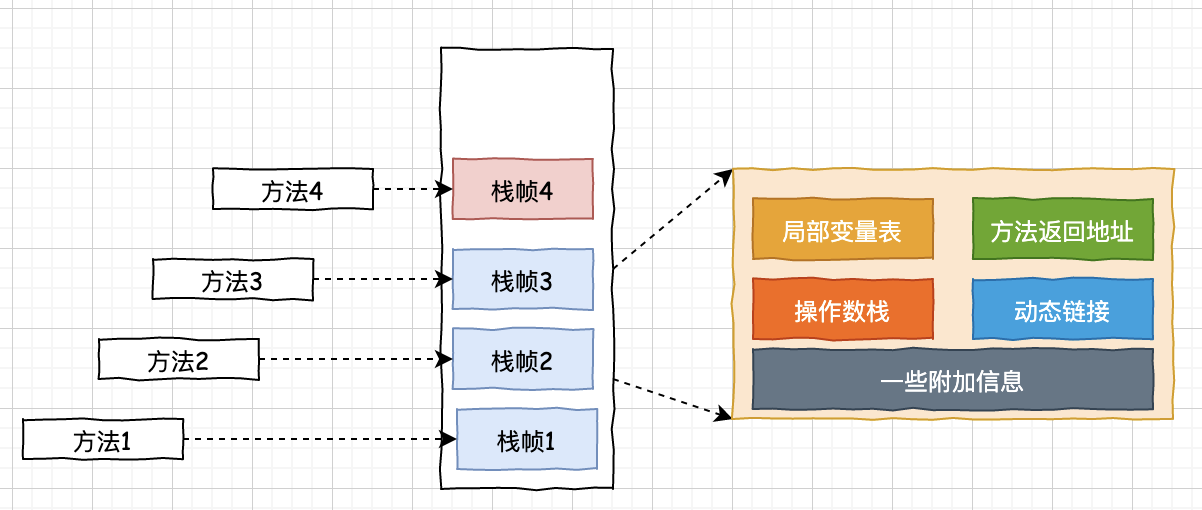 方法4
栈帧4
方法3
栈帧3
方法2
栈帧2
方法1
栈帧1
局部变量表
方法返回地址
操作数栈
动态链接
一些附加信息